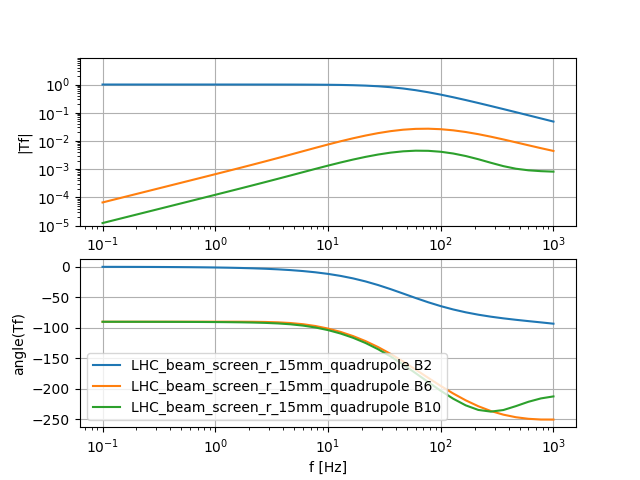 10⁰
10⁻¹
10⁻²
10⁻³
10⁻⁴
10⁻⁵
|Tf|
10⁻¹ 10⁰ 10¹ 10² 10³
0
−50
−100
−150
−200
−250
angle(Tf)
LHC_beam_screen_r_15mm_quadrupole B2
LHC_beam_screen_r_15mm_quadrupole B6
LHC_beam_screen_r_15mm_quadrupole B10
10⁻¹ 10⁰ 10¹ 10² 10³
f [Hz]